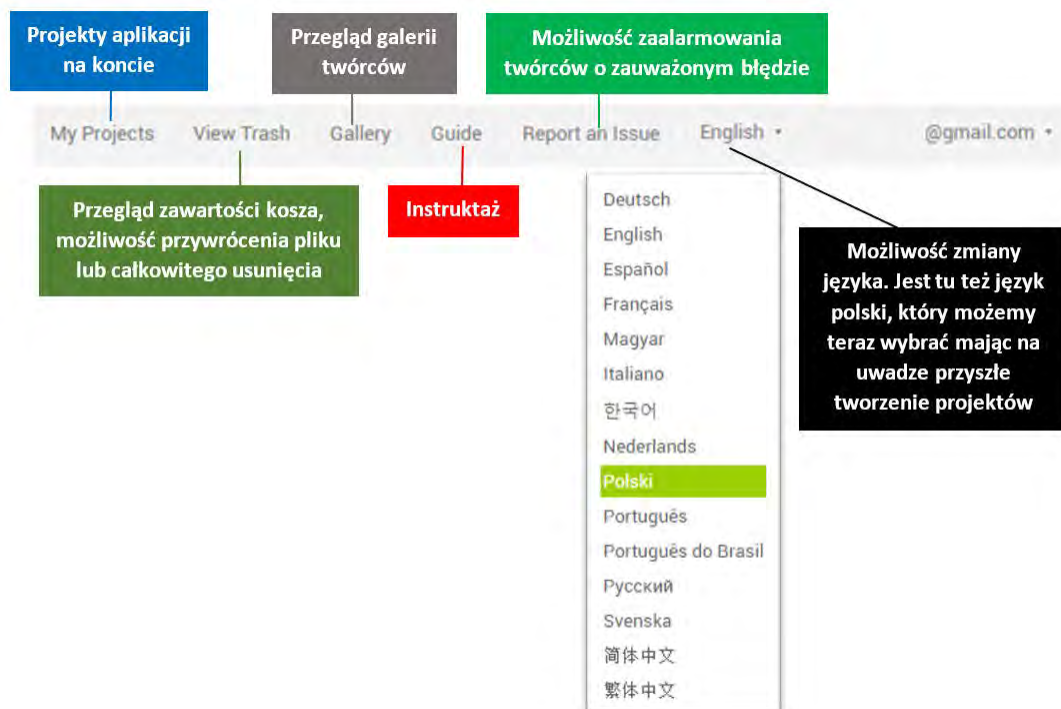 Projekty aplikacji
na koncie
Przegląd galerii
twórców
Możliwość zaalarmowania
twórców o zauważonym błędzie
My Projects View Trash Gallery Guide Report an Issue English @gmail.com
Przegląd zawartości kosza,
możliwość przywrócenia pliku
lub całkowitego usunięcia
Instruktaż
Możliwość zmiany
języka. Jest tu też język
polski, który możemy
teraz wybrać mając na
uwadze przyszłe
tworzenie projektów
Deutsch
English
Español
Français
Magyar
Italiano
한국어
Nederlands
Polski
Português
Português do Brasil
Русский
Svenska
简体中文
繁体中文